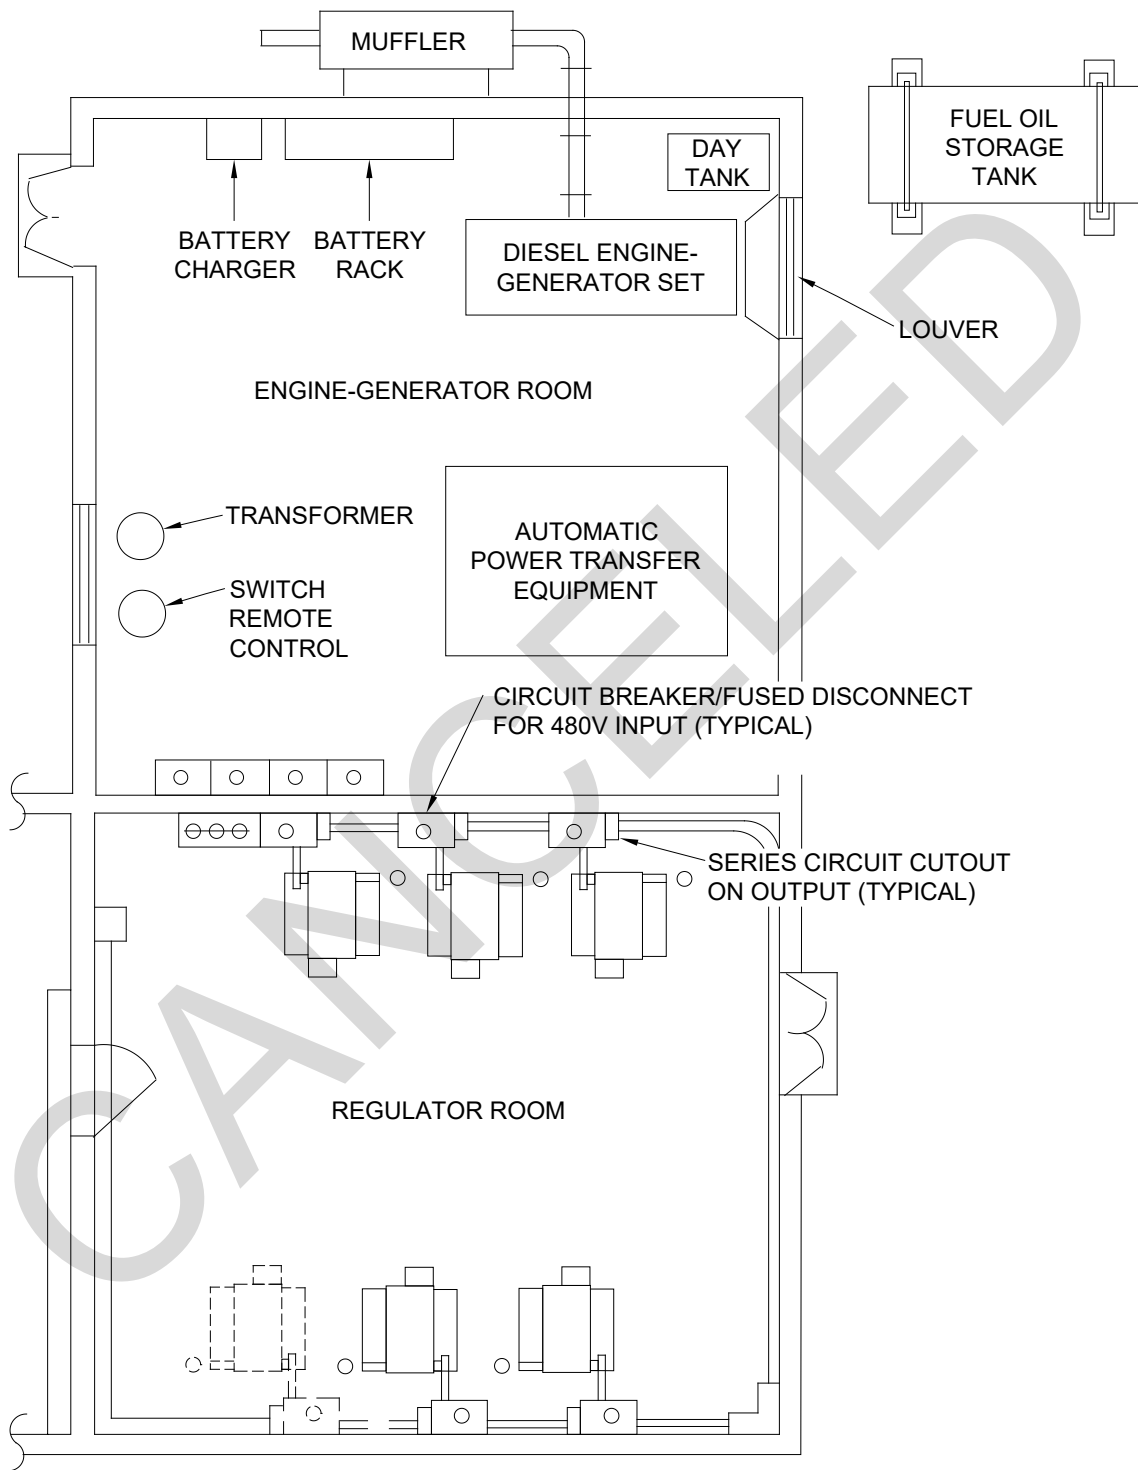 MUFFLER
FUEL OIL
STORAGE
TANK
DAY
TANK
BATTERY
CHARGER
BATTERY
RACK
DIESEL ENGINE-
GENERATOR SET
LOUVER
ENGINE-GENERATOR ROOM
TRANSFORMER
AUTOMATIC
POWER TRANSFER
EQUIPMENT
SWITCH
REMOTE
CONTROL
CIRCUIT BREAKER/FUSED DISCONNECT
FOR 480V INPUT (TYPICAL)
SERIES CIRCUIT CUTOUT
ON OUTPUT (TYPICAL)
REGULATOR ROOM
CANCELED